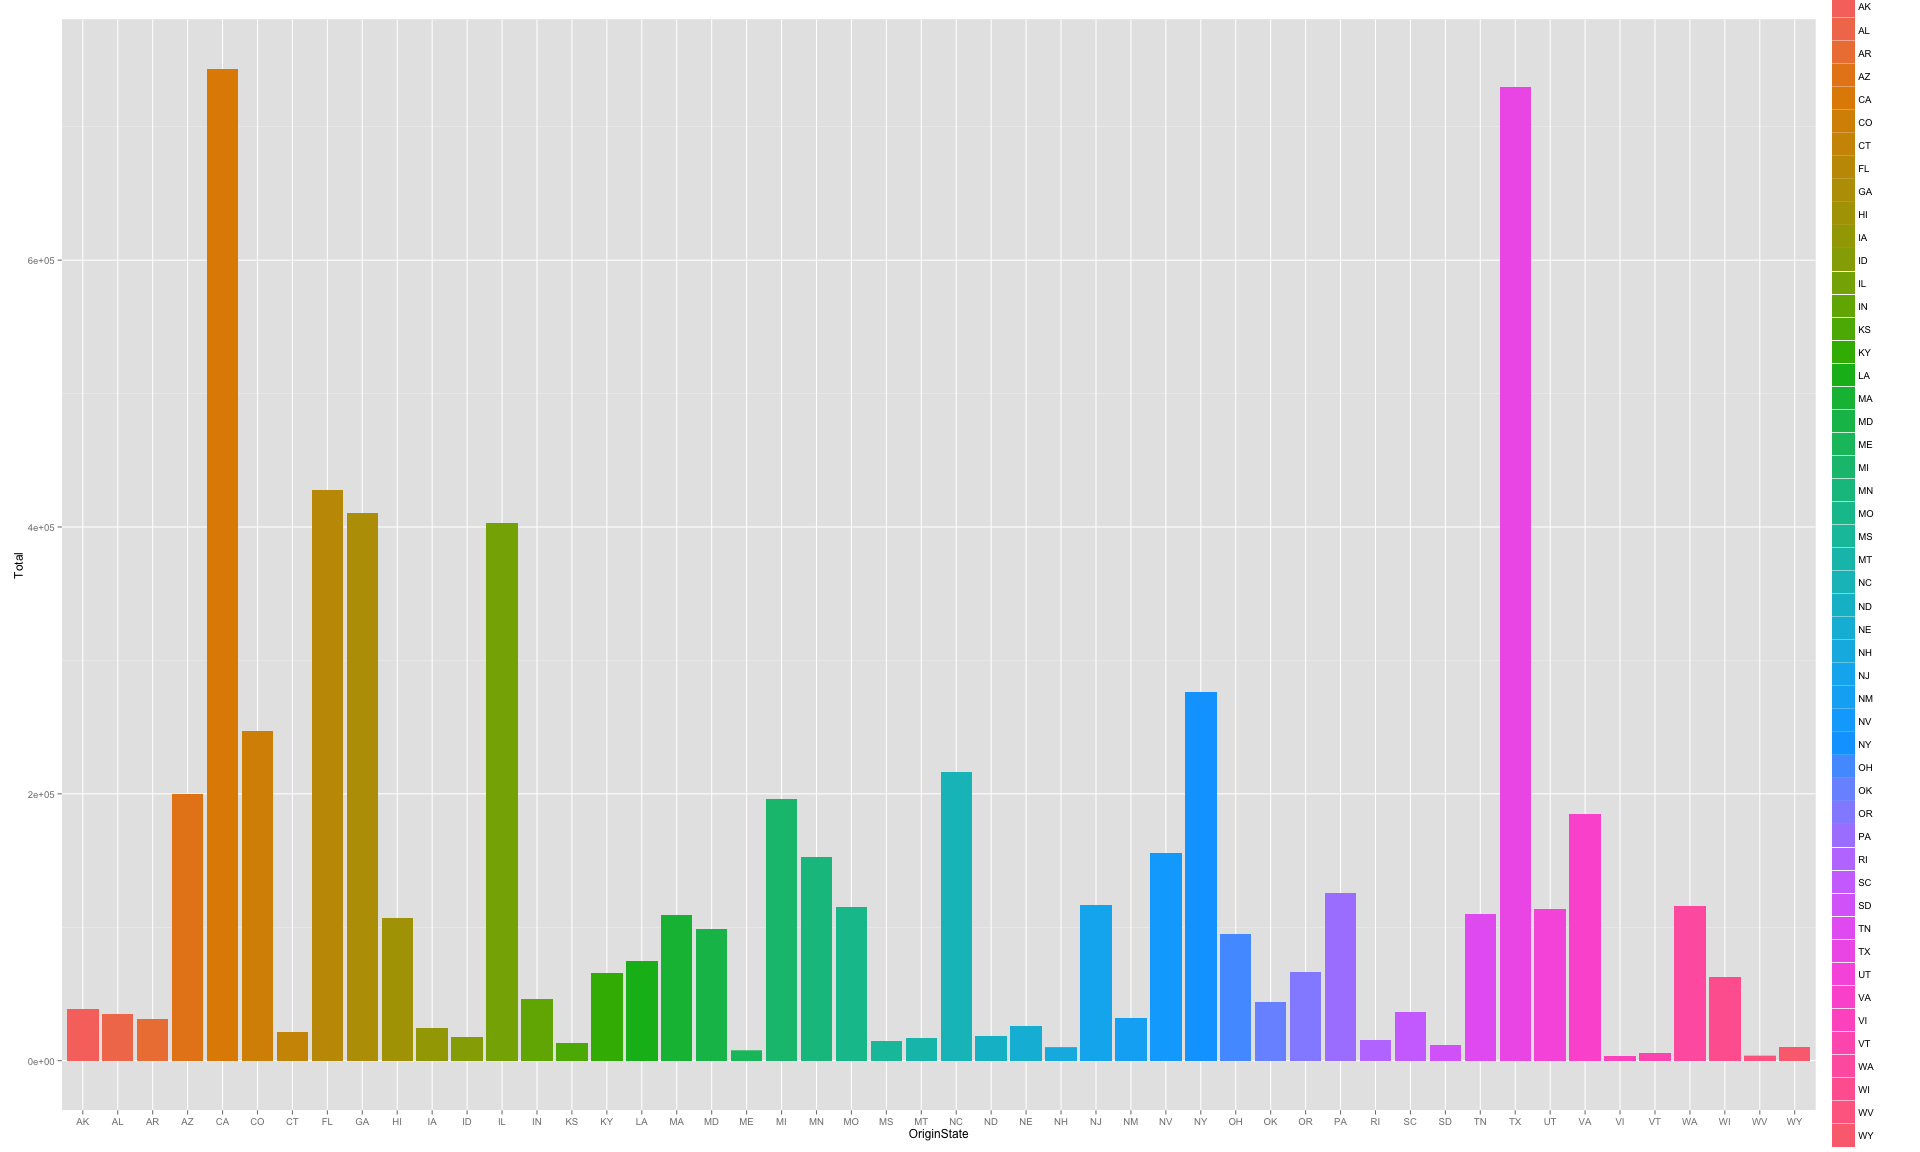 Total
6e+05
4e+05
2e+05
0e+00
AK AL AR AZ CA CO CT FL GA HI IA ID IL IN KS KY LA MA MD ME MI MN MO MS MT NC ND NE NH NJ NM NV NY OH OK OR PA RI SC SD TN TX UT VA VI VT WA WI WV WY
OriginState
AK
AL
AR
AZ
CA
CO
CT
FL
GA
HI
IA
ID
IL
IN
KS
KY
LA
MA
MD
ME
MI
MN
MO
MS
MT
NC
ND
NE
NH
NJ
NM
NV
NY
OH
OK
OR
PA
RI
SC
SD
TN
TX
UT
VA
VI
VT
WA
WI
WV
WY